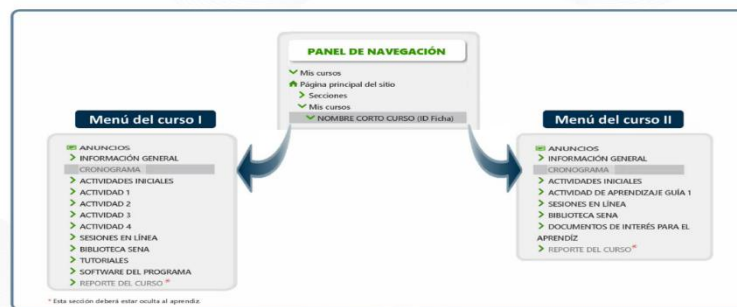 PANEL DE NAVEGACIÓN
Mis cursos
Página principal del sitio
Secciones
Mis cursos
NOMBRE CORTO CURSO (ID Ficha)
Menú del curso I
ANUNCIOS
INFORMACIÓN GENERAL
CRONOGRAMA
ACTIVIDADES INICIALES
ACTIVIDAD 1
ACTIVIDAD 2
ACTIVIDAD 3
ACTIVIDAD 4
SESIONES EN LÍNEA
BIBLIOTECA SENA
TUTORIALES
SOFTWARE DEL PROGRAMA
REPORTE DEL CURSO *
* Esta sección deberá estar oculta al aprendiz
Menú del curso II
ANUNCIOS
INFORMACIÓN GENERAL
CRONOGRAMA
ACTIVIDADES INICIALES
ACTIVIDAD DE APRENDIZAJE GUÍA 1
SESIONES EN LÍNEA
BIBLIOTECA SENA
DOCUMENTOS DE INTERÉS PARA EL
APRENDÍZ
REPORTE DEL CURSO*